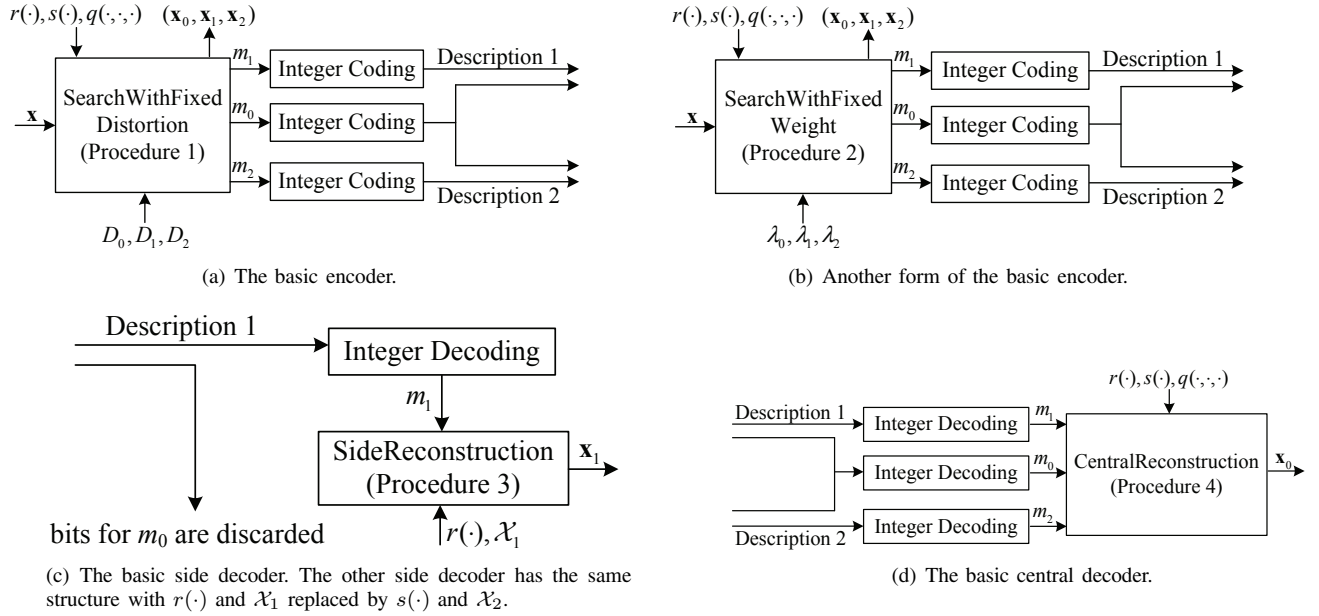 r(·), s(·), q(·,·,·)
(x₀, x₁, x₂)
x
SearchWithFixed
Distortion
(Procedure 1)
m₁
Integer Coding
Description 1
m₀
Integer Coding
m₂
Integer Coding
Description 2
D₀, D₁, D₂
(a) The basic encoder.
r(·), s(·), q(·,·,·)
(x₀, x₁, x₂)
x
SearchWithFixed
Weight
(Procedure 2)
m₁
Integer Coding
Description 1
m₀
Integer Coding
m₂
Integer Coding
Description 2
λ₀, λ₁, λ₂
(b) Another form of the basic encoder.
Description 1
Integer Decoding
m₁
SideReconstruction
(Procedure 3)
x₁
bits for m₀ are discarded
r(·), 𝒳₁
(c) The basic side decoder. The other side decoder has the same
structure with r(·) and 𝒳₁ replaced by s(·) and 𝒳₂.
r(·), s(·), q(·,·,·)
Description 1
Integer Decoding
m₁
Integer Decoding
m₀
Description 2
Integer Decoding
m₂
CentralReconstruction
(Procedure 4)
x₀
(d) The basic central decoder.